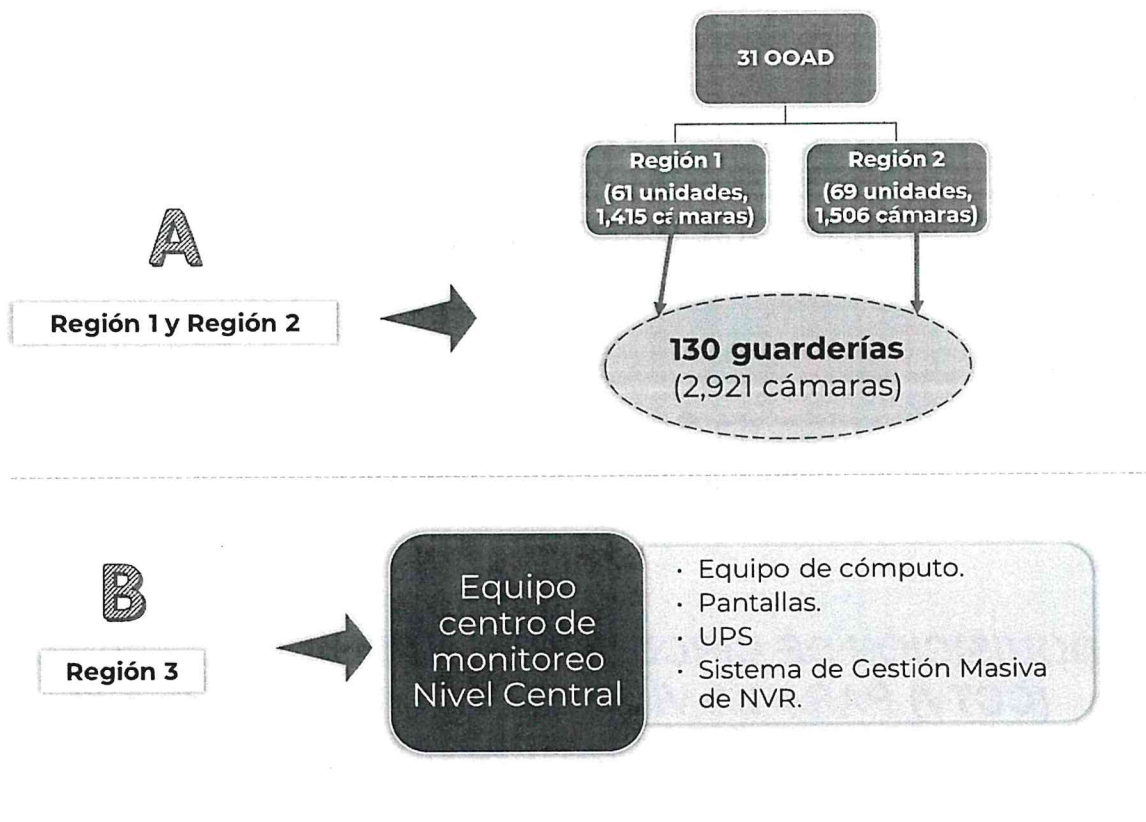 31 OOAD
Región 1
(61 unidades,
1,415 cámaras)
Región 2
(69 unidades,
1,506 cámaras)
A
Región 1 y Región 2
130 guarderías
(2,921 cámaras)
B
Región 3
Equipo
centro de
monitoreo
Nivel Central
· Equipo de cómputo.
· Pantallas.
· UPS
· Sistema de Gestión Masiva
de NVR.